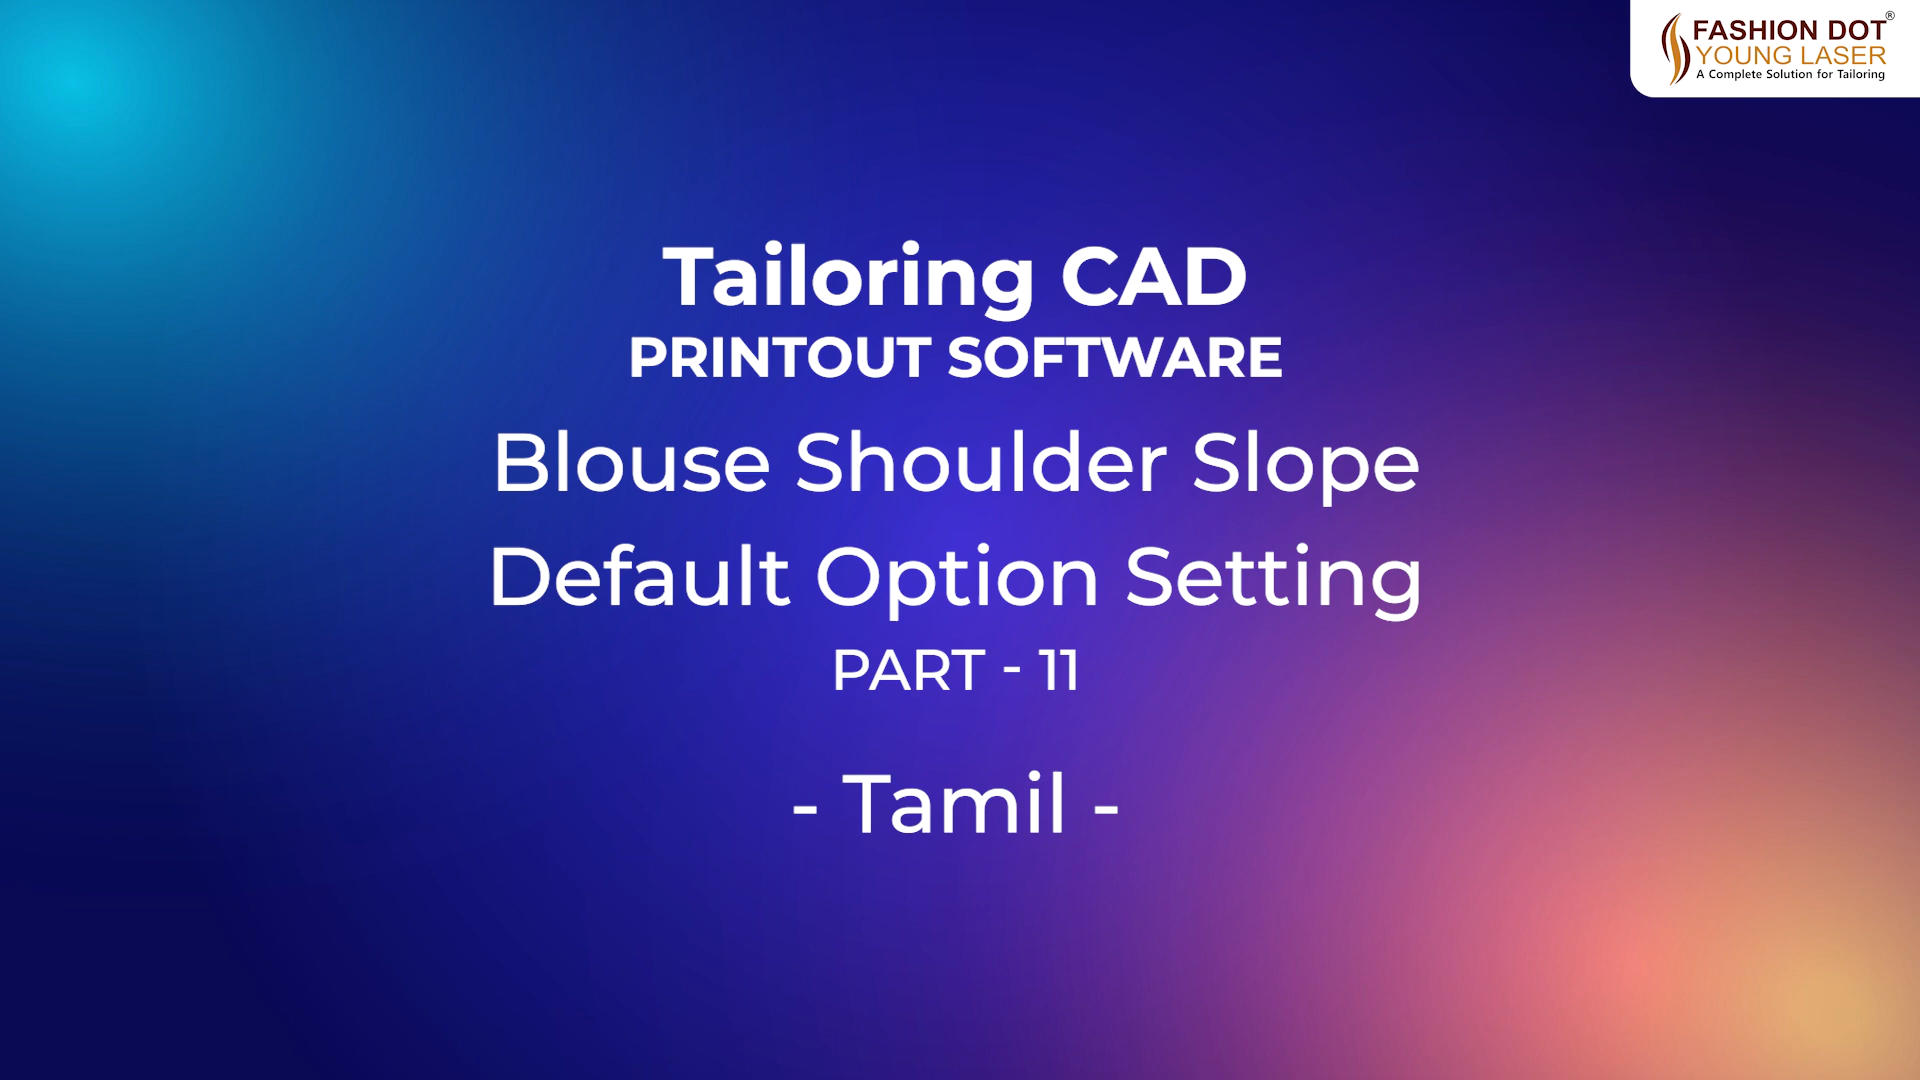 FASHION DOT®
YOUNG LASER
A Complete Solution for Tailoring
Tailoring CAD
PRINTOUT SOFTWARE
Blouse Shoulder Slope
Default Option Setting
PART - 11
- Tamil -